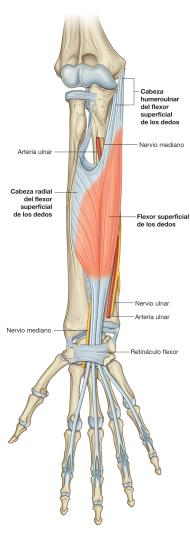 Cabeza
humeroulnar del
flexor superficial
de los dedos
Nervio mediano
Arteria ulnar
Cabeza radial
del flexor
superficial
de los dedos
Flexor superficial
de los dedos
Nervio ulnar
Arteria ulnar
Nervio mediano
Retináculo flexor